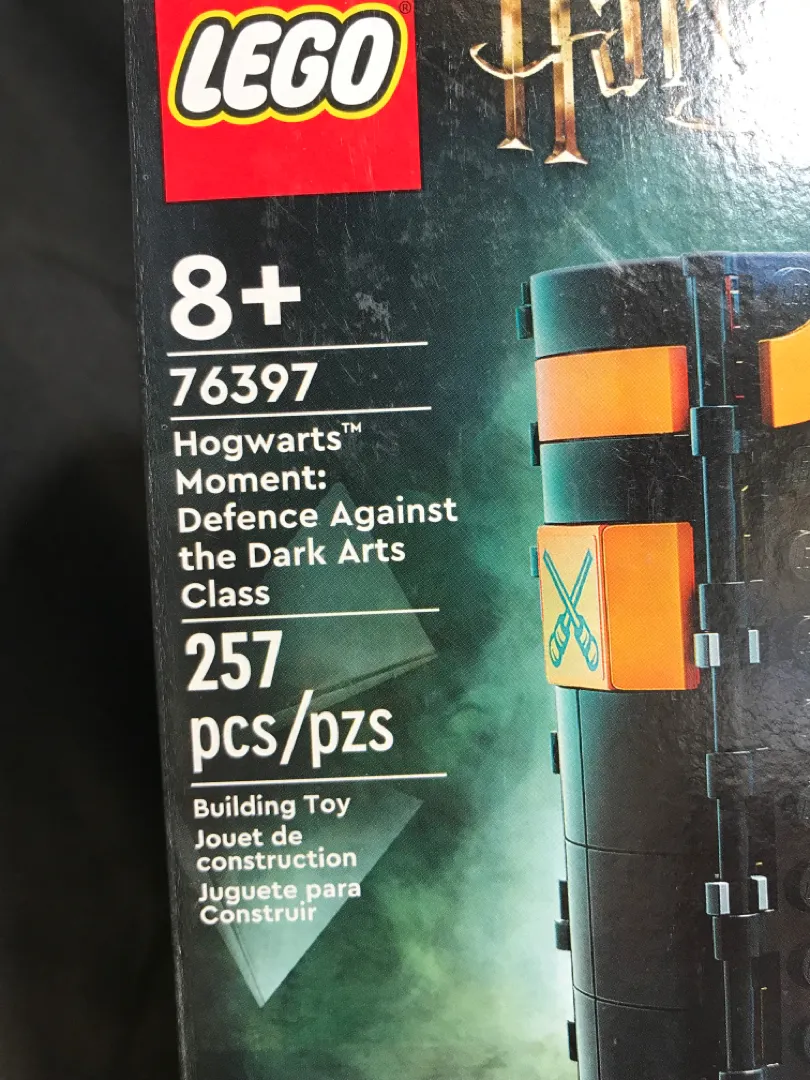 LEGO®
Harry
8+
76397
Hogwarts™
Moment:
Defence Against
the Dark Arts
Class
257
pcs/pzs
Building Toy
Jouet de
construction
Juguete para
Construir